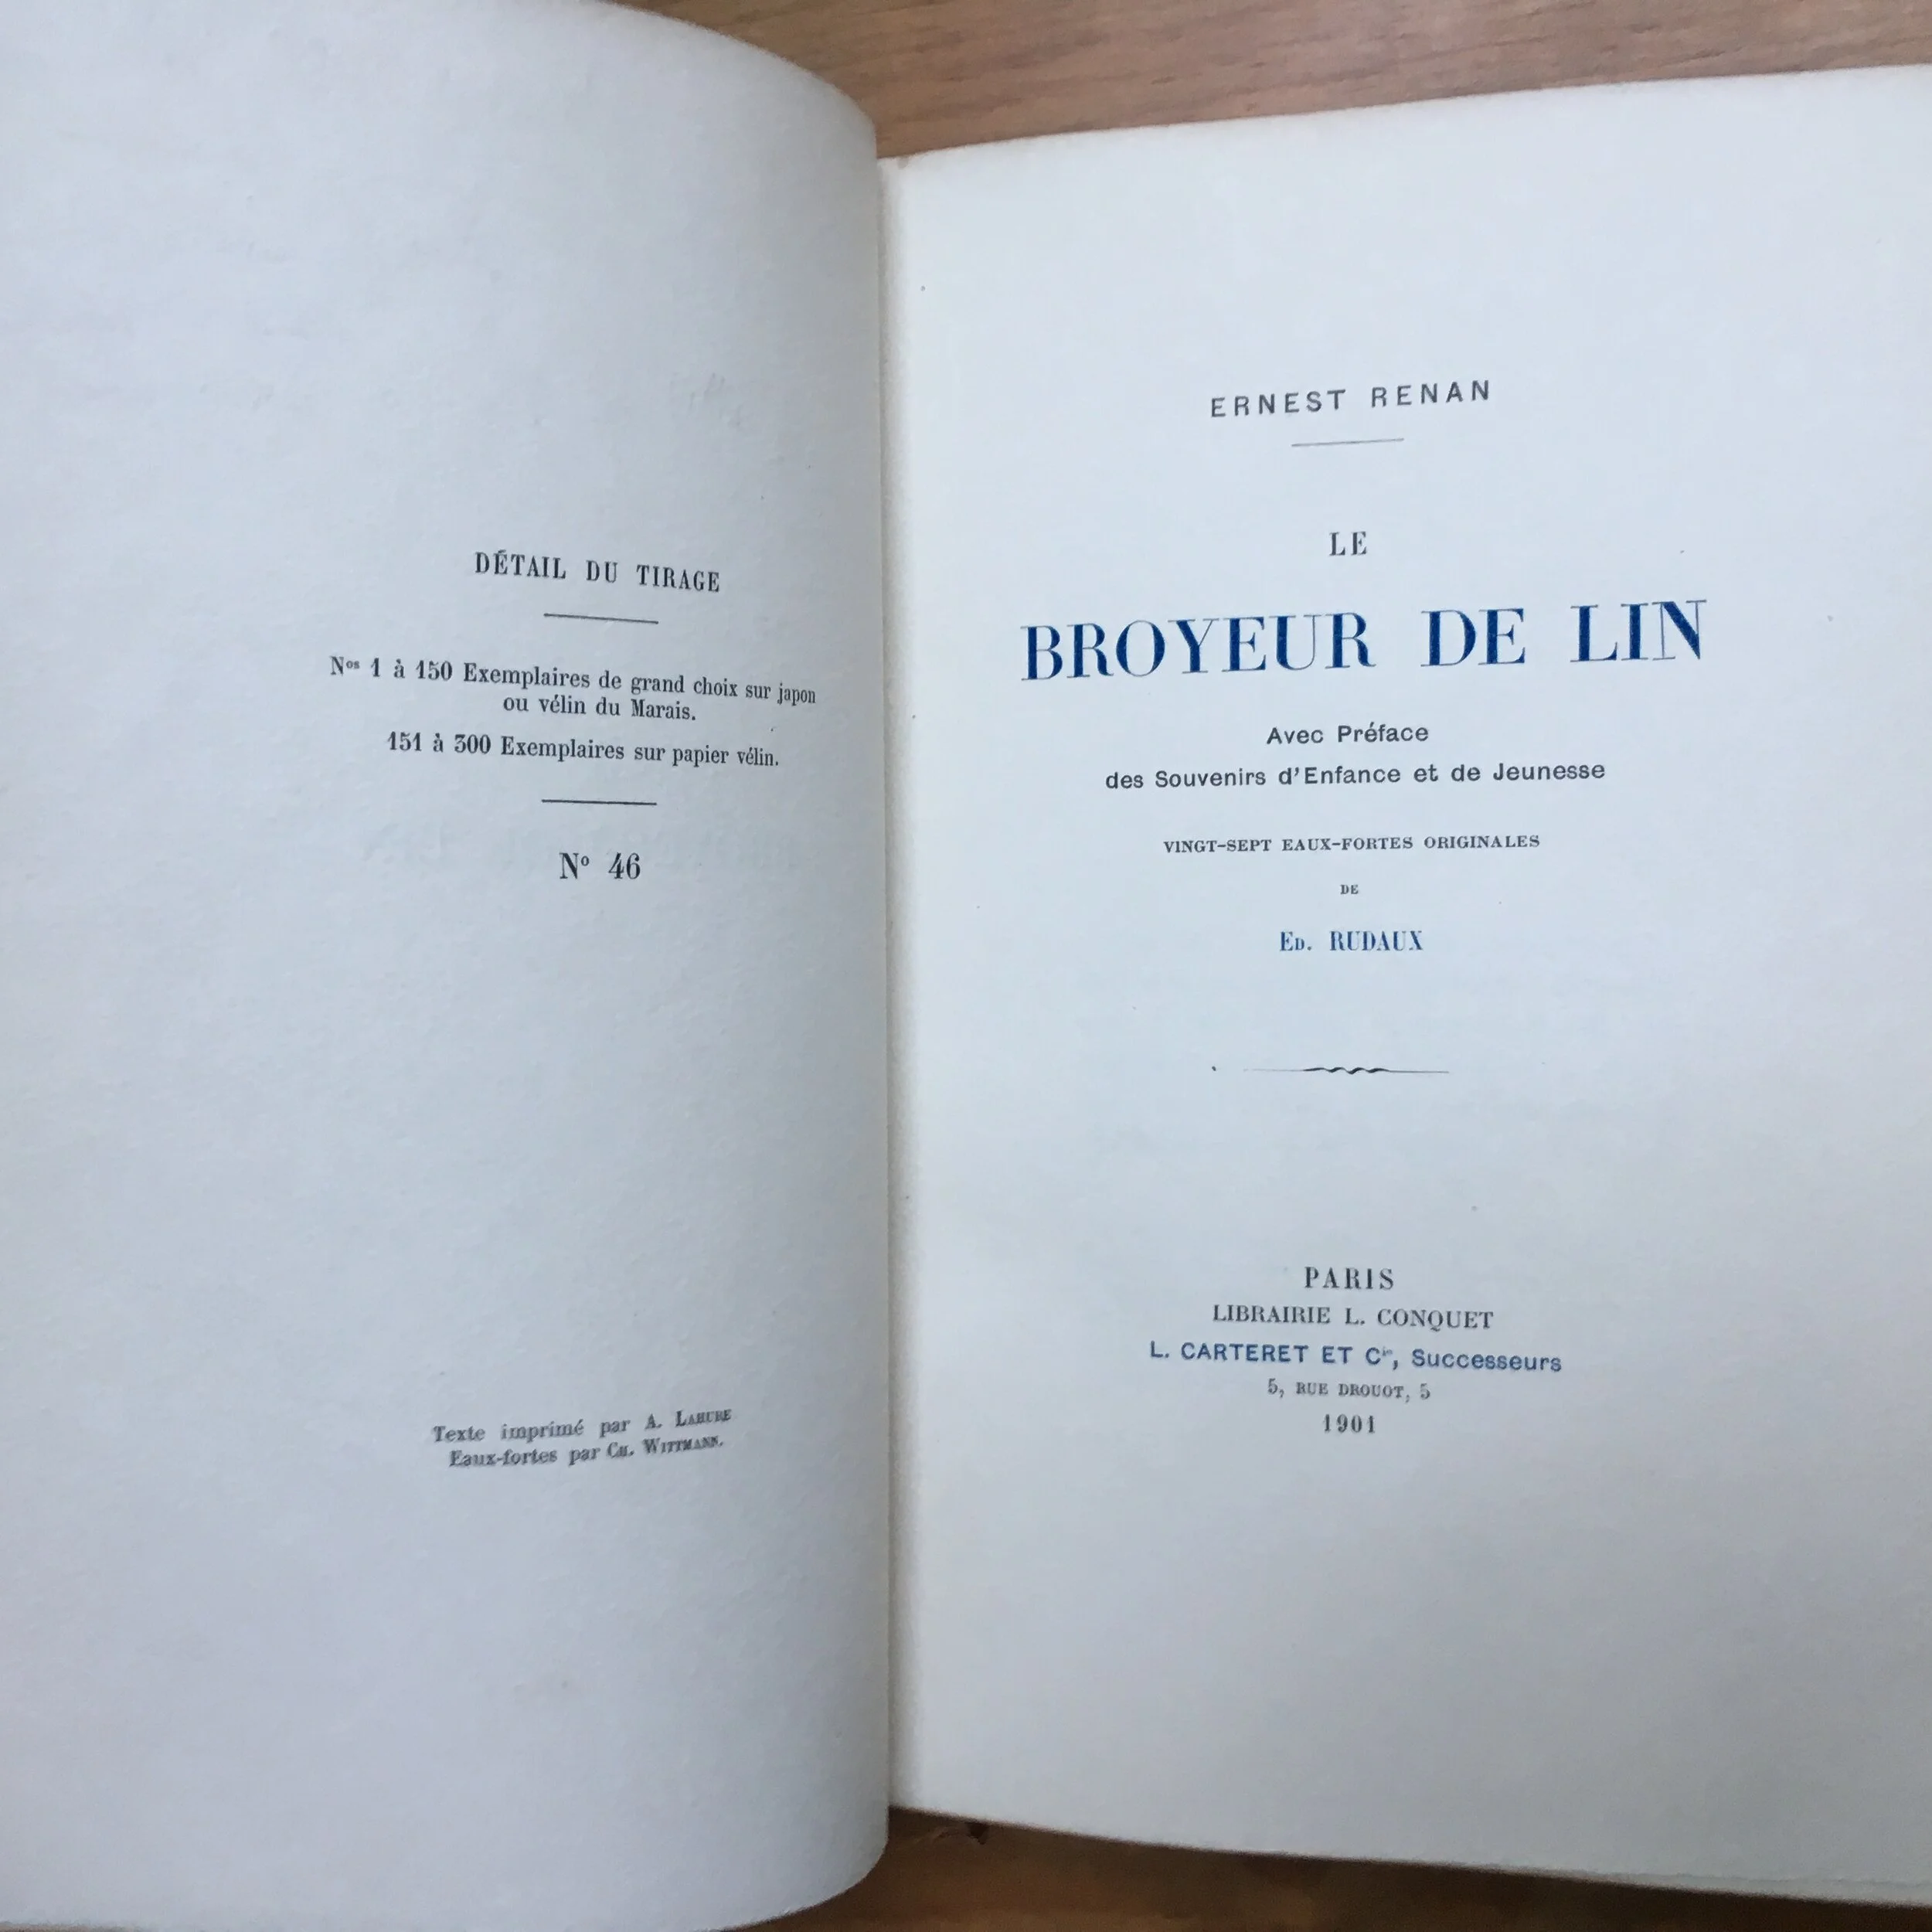 DÉTAIL DU TIRAGE
Nos 1 à 150 Exemplaires de grand choix sur japon
ou vélin du Marais.
151 à 300 Exemplaires sur papier vélin.
No 46
Texte imprimé par A. LAHURE
Eaux-fortes par CH. WITTMANN.
ERNEST RENAN
LE
BROYEUR DE LIN
Avec Préface
des Souvenirs d'Enfance et de Jeunesse
VINGT-SEPT EAUX-FORTES ORIGINALES
DE
ED. RUDAUX
PARIS
LIBRAIRIE L. CONQUET
L. CARTERET ET Cie, Successeurs
5, RUE DROUOT, 5
1901